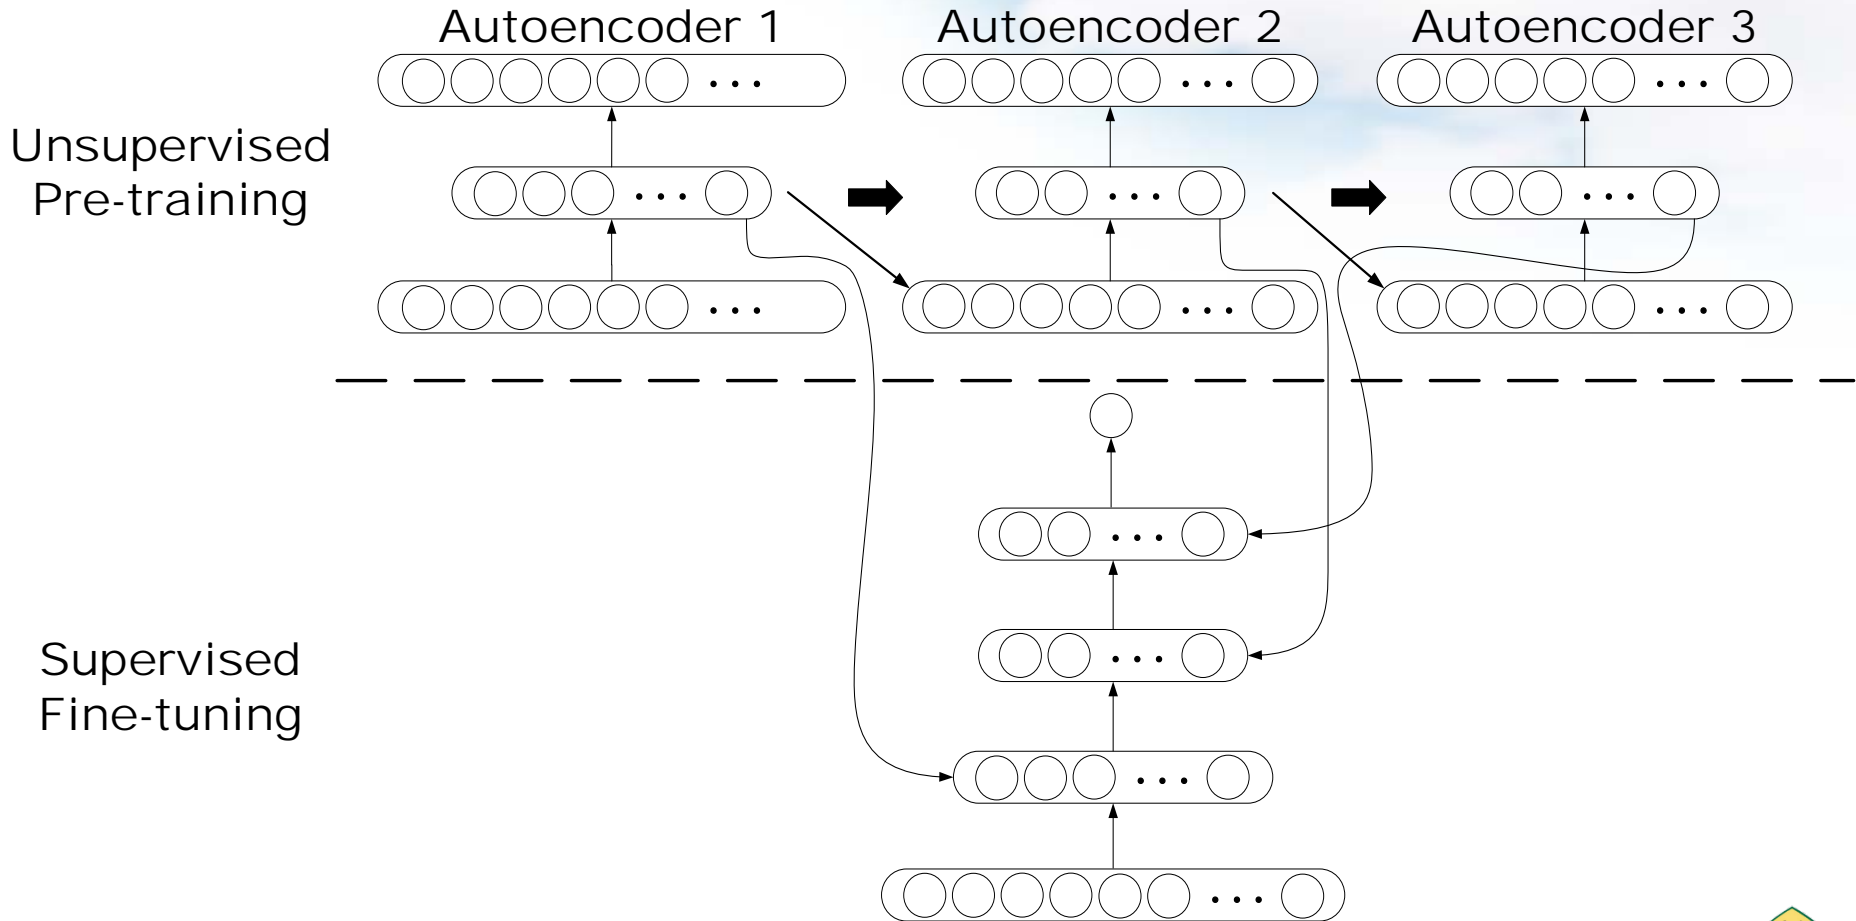 Autoencoder 1
Autoencoder 2
Autoencoder 3
Unsupervised
Pre-training
Supervised
Fine-tuning